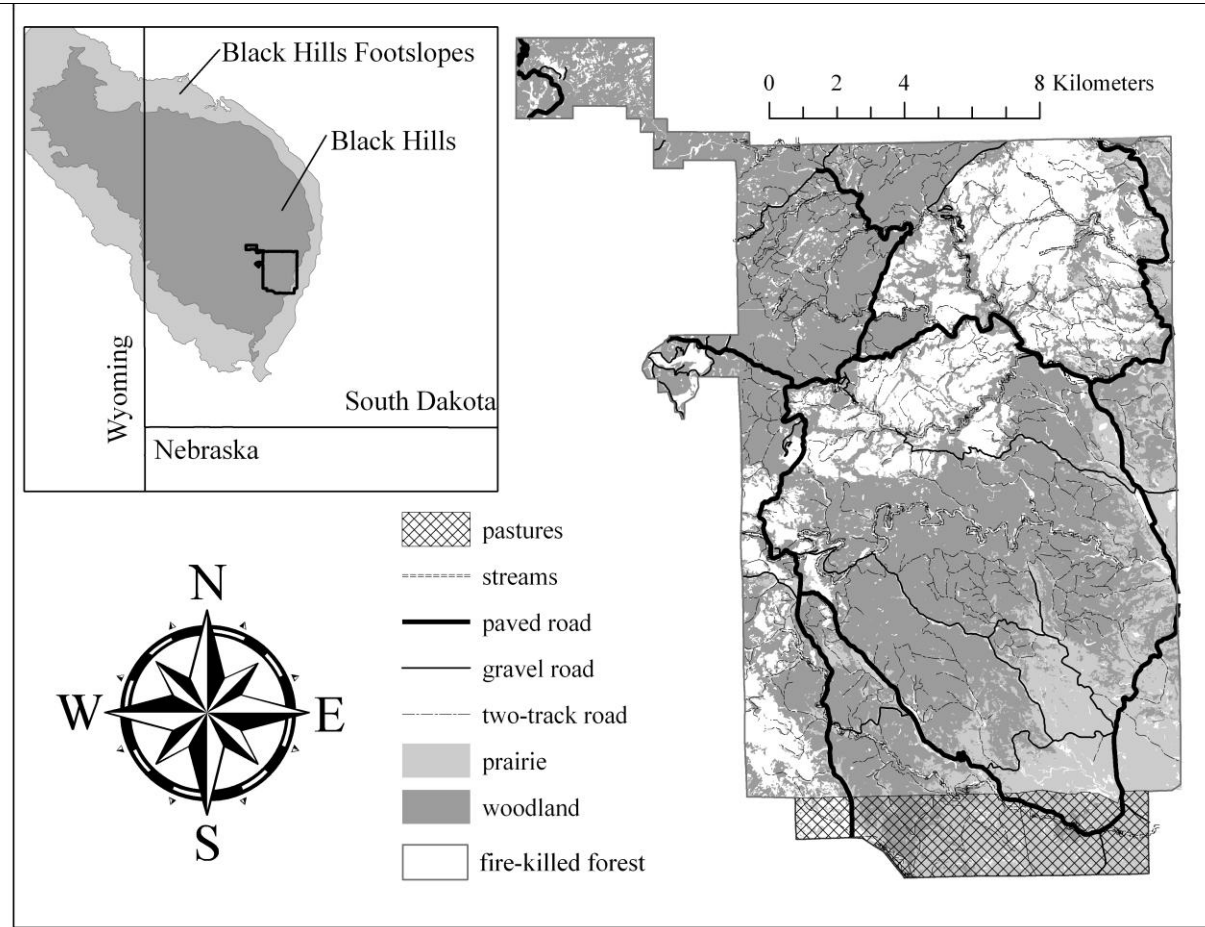 Black Hills Footslopes
Black Hills
Wyoming
South Dakota
Nebraska
0 2 4 8 Kilometers
N
W E
S
pastures
streams
paved road
gravel road
two-track road
prairie
woodland
fire-killed forest